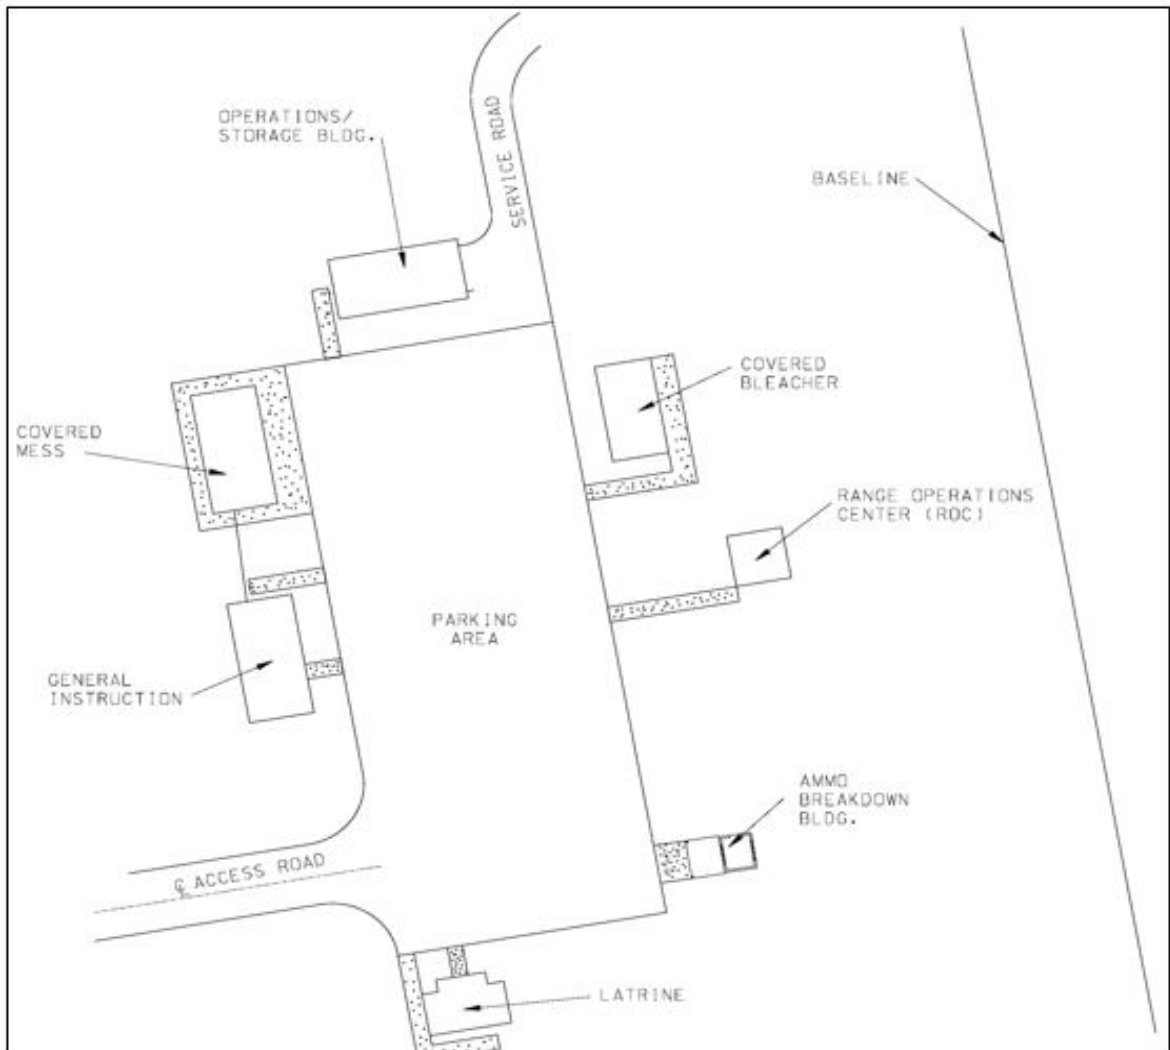 OPERATIONS/
STORAGE BLDG.
SERVICE ROAD
BASELINE
COVERED
BLEACHER
COVERED
MESS
RANGE OPERATIONS
CENTER (ROC)
PARKING
AREA
GENERAL
INSTRUCTION
AMMO
BREAKDOWN
BLDG.
℄ ACCESS ROAD
LATRINE